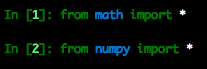 In [1]: from math import *
In [2]: from numpy import *